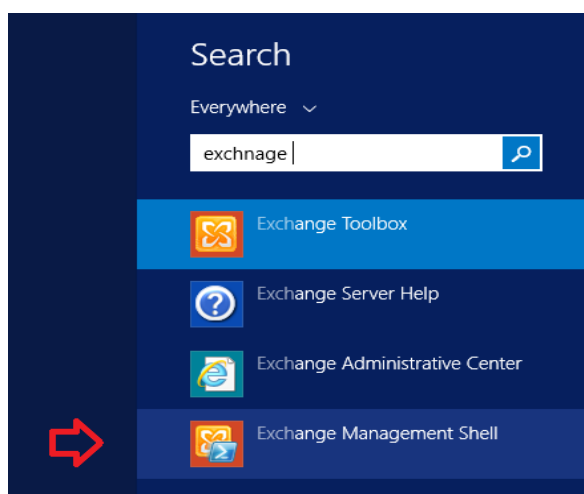 Search
Everywhere
exchnage
Exchange Toolbox
Exchange Server Help
Exchange Administrative Center
Exchange Management Shell